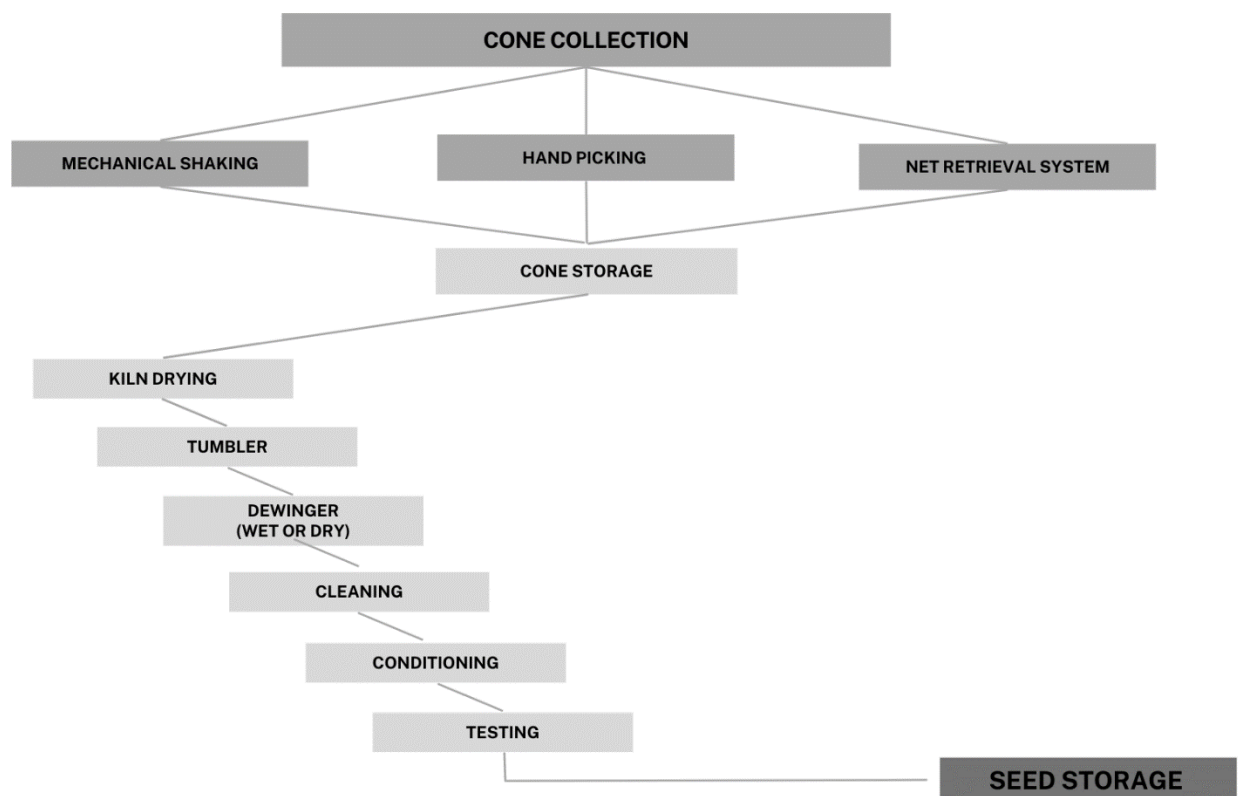 CONE COLLECTION
MECHANICAL SHAKING
HAND PICKING
NET RETRIEVAL SYSTEM
CONE STORAGE
KILN DRYING
TUMBLER
DEWINGER
(WET OR DRY)
CLEANING
CONDITIONING
TESTING
SEED STORAGE